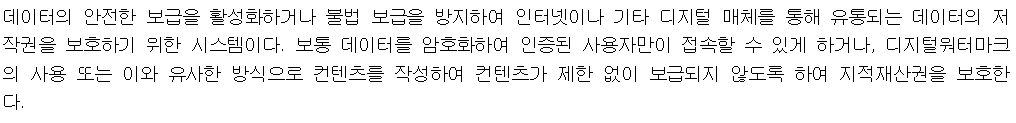 데이터의 안전한 보급을 활성화하거나 불법 보급을 방지하여 인터넷이나 기타 디지털 매체를 통해 유통되는 데이터의 저
작권을 보호하기 위한 시스템이다. 보통 데이터를 암호화하여 인증된 사용자만이 접속할 수 있게 하거나, 디지털워터마크
의 사용 또는 이와 유사한 방식으로 컨텐츠를 작성하여 컨텐츠가 제한 없이 보급되지 않도록 하여 지적재산권을 보호한
다.